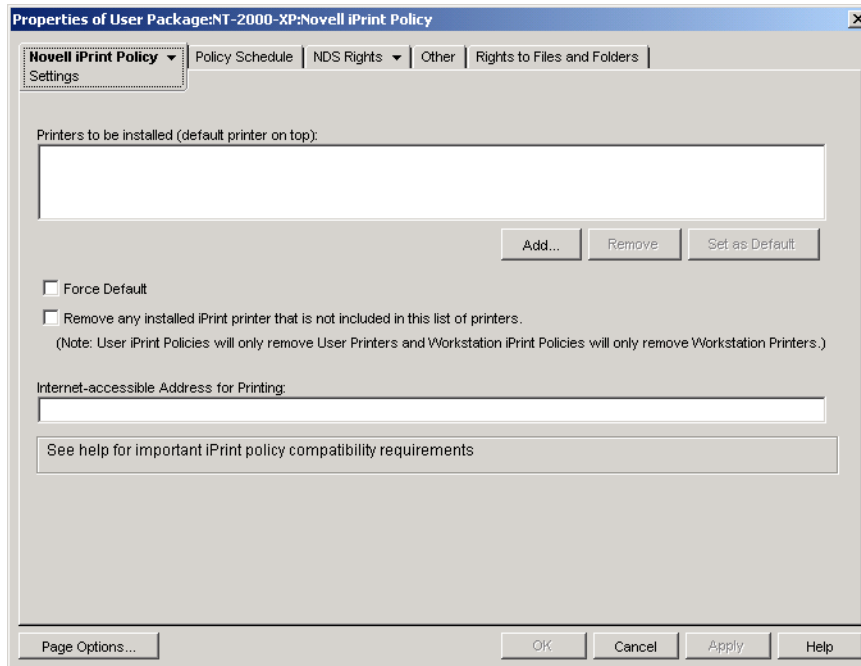 Properties of User Package:NT-2000-XP:Novell iPrint Policy
Novell iPrint Policy Policy Schedule NDS Rights Other Rights to Files and Folders
Settings
Printers to be installed (default printer on top):
Add... Remove Set as Default
Force Default
Remove any installed iPrint printer that is not included in this list of printers.
(Note: User iPrint Policies will only remove User Printers and Workstation iPrint Policies will only remove Workstation Printers.)
Internet-accessible Address for Printing:
See help for important iPrint policy compatibility requirements
Page Options... OK Cancel Apply Help